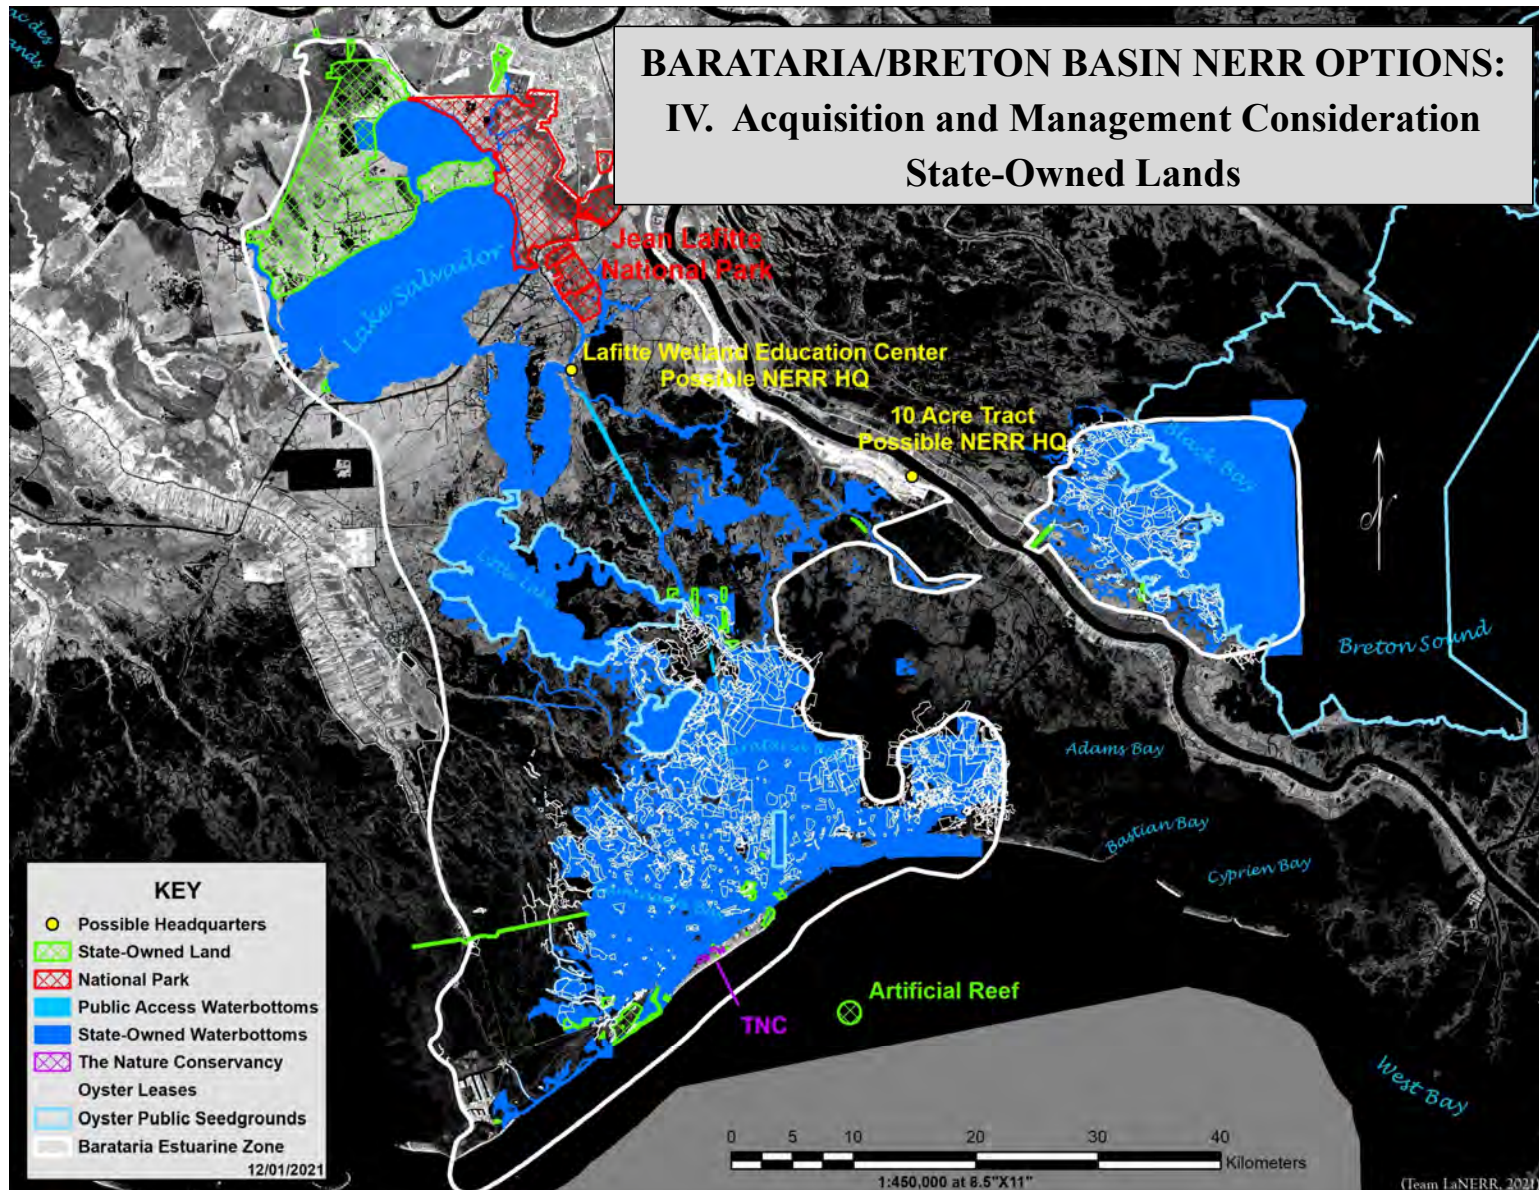 BARATARIA/BRETON BASIN NERR OPTIONS:
IV. Acquisition and Management Consideration
State-Owned Lands
Lac des
Jean Lafitte
National Park
Lake Salvador
Lafitte Wetland Education Center
Possible NERR HQ
10 Acre Tract
Possible NERR HQ
Black Bay
N
Little Lake
Breton Sound
Adams Bay
Bastian Bay
Cyprien Bay
Artificial Reef
TNC
West Bay
KEY
Possible Headquarters
State-Owned Land
National Park
Public Access Waterbottoms
State-Owned Waterbottoms
The Nature Conservancy
Oyster Leases
Oyster Public Seedgrounds
Barataria Estuarine Zone
12/01/2021
0 5 10 20 30 40
Kilometers
1:450,000 at 8.5"X11"
(Team LaNERR,